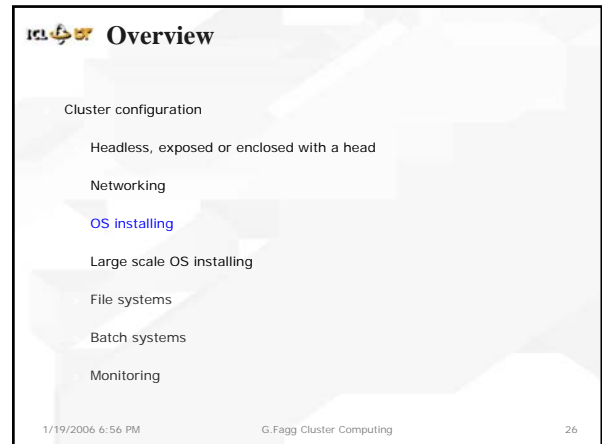 ICL UT Overview
Cluster configuration
Headless, exposed or enclosed with a head
Networking
OS installing
Large scale OS installing
File systems
Batch systems
Monitoring
1/19/2006 6:56 PM G.Fagg Cluster Computing 26